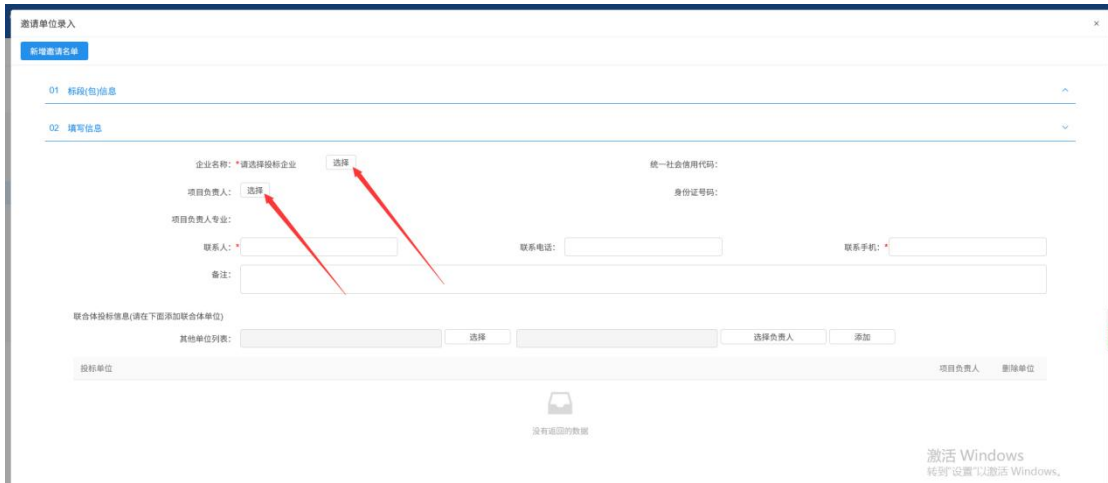 邀请单位录入 ×
新增邀请名单
01 标段(包)信息
02 填写信息
企业名称: *请选择投标企业 选择 统一社会信用代码:
项目负责人: 选择 身份证号码:
项目负责人专业:
联系人: * 联系电话: 联系手机: *
备注:
联合体投标信息(请在下面添加联合体单位)
其他单位列表: 选择 选择负责人 添加
投标单位 项目负责人 删除单位
没有返回的数据
激活 Windows
转到"设置"以激活 Windows。